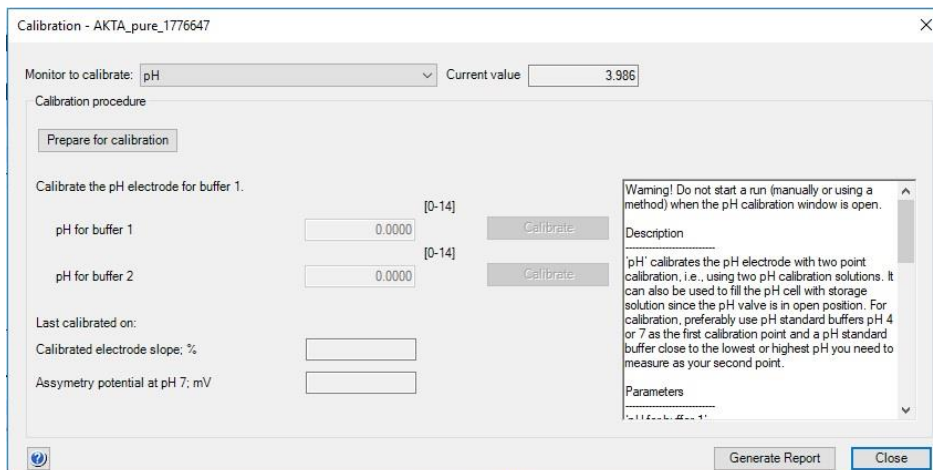 Calibration - AKTA_pure_1776647
Monitor to calibrate: pH Current value 3.986
Calibration procedure
Prepare for calibration
Calibrate the pH electrode for buffer 1.
[0-14]
pH for buffer 1 0.0000 Calibrate
[0-14]
pH for buffer 2 0.0000 Calibrate
Last calibrated on:
Calibrated electrode slope; %
Assymetry potential at pH 7; mV
Warning! Do not start a run (manually or using a
method) when the pH calibration window is open.
Description
----------------------------
'pH' calibrates the pH electrode with two point
calibration, i.e., using two pH calibration solutions. It
can also be used to fill the pH cell with storage
solution since the pH valve is in open position. For
calibration, preferably use pH standard buffers pH 4
or 7 as the first calibration point and a pH standard
buffer close to the lowest or highest pH you need to
measure as your second point.
Parameters
----------------------------
'pH for buffer 1'
Generate Report Close